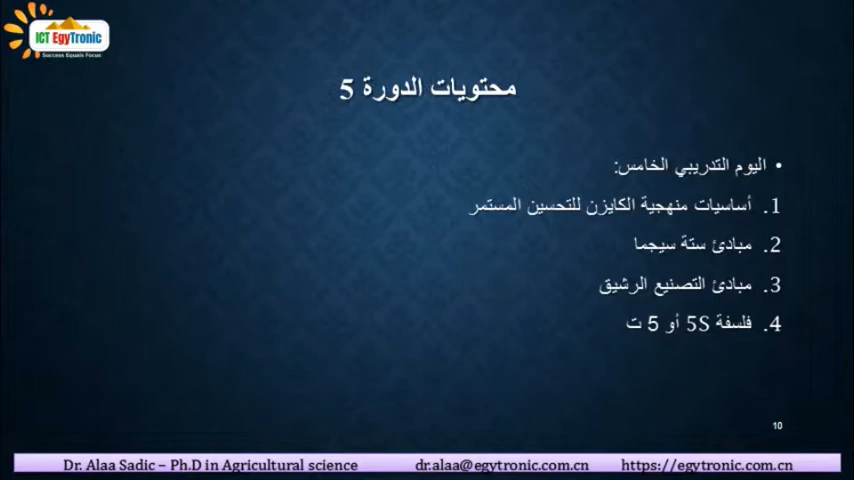 ICT EgyTronic
Success Equals Focus
محتويات الدورة 5
• اليوم التدريبي الخامس:
1. أساسيات منهجية الكايزن للتحسين المستمر
2. مبادئ ستة سيجما
3. مبادئ التصنيع الرشيق
4. فلسفة 5S أو 5 ت
10
Dr. Alaa Sadic – Ph.D in Agricultural science dr.alaa@egytronic.com.cn https://egytronic.com.cn